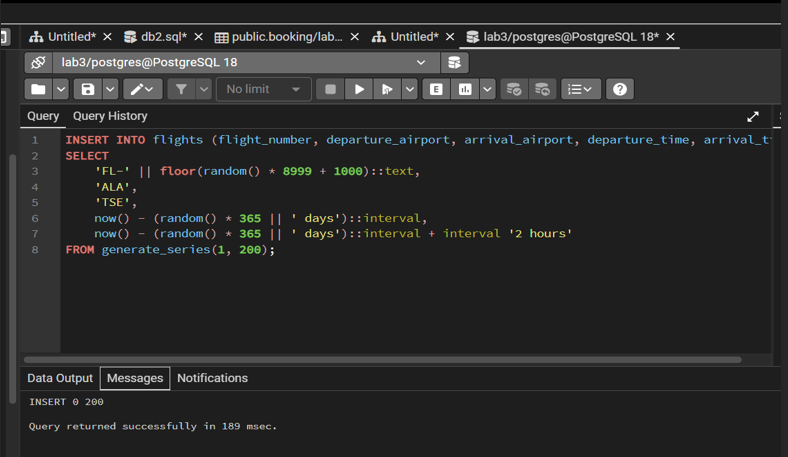 Untitled* × db2.sql* × public.booking/lab... × Untitled* × lab3/postgres@PostgreSQL 18* ×
lab3/postgres@PostgreSQL 18
No limit
E
Query Query History
1 INSERT INTO flights (flight_number, departure_airport, arrival_airport, departure_time, arrival_t
2 SELECT
3 'FL-' || floor(random() * 8999 + 1000)::text,
4 'ALA',
5 'TSE',
6 now() - (random() * 365 || ' days')::interval,
7 now() - (random() * 365 || ' days')::interval + interval '2 hours'
8 FROM generate_series(1, 200);
Data Output Messages Notifications
INSERT 0 200
Query returned successfully in 189 msec.